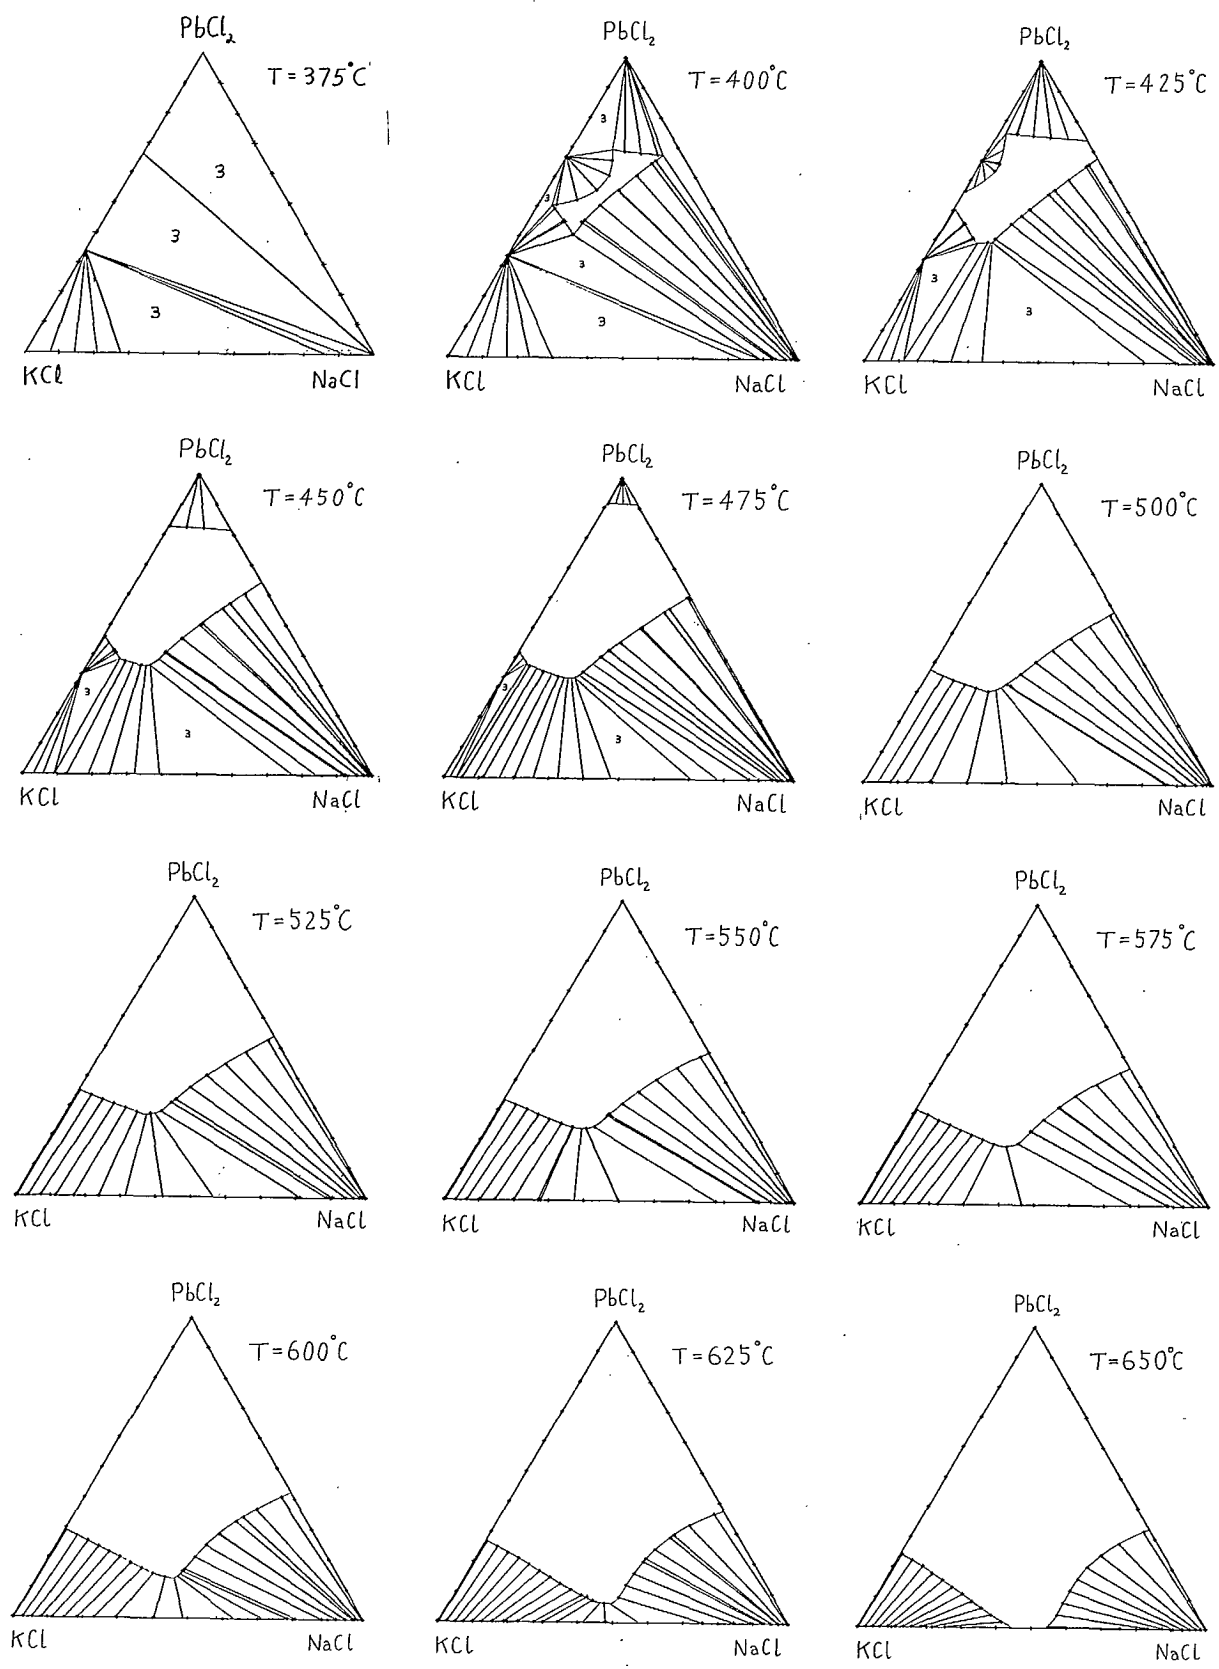 PbCl₂
T=375°C
3
3
3
KCl
NaCl
PbCl₂
T=400°C
3
3
3
3
KCl
NaCl
PbCl₂
T=425°C
3
3
KCl
NaCl
PbCl₂
T=450°C
3
3
KCl
NaCl
PbCl₂
T=475°C
3
3
KCl
NaCl
PbCl₂
T=500°C
KCl
NaCl
PbCl₂
T=525°C
KCl
NaCl
PbCl₂
T=550°C
KCl
NaCl
PbCl₂
T=575°C
KCl
NaCl
PbCl₂
T=600°C
KCl
NaCl
PbCl₂
T=625°C
KCl
NaCl
PbCl₂
T=650°C
KCl
NaCl